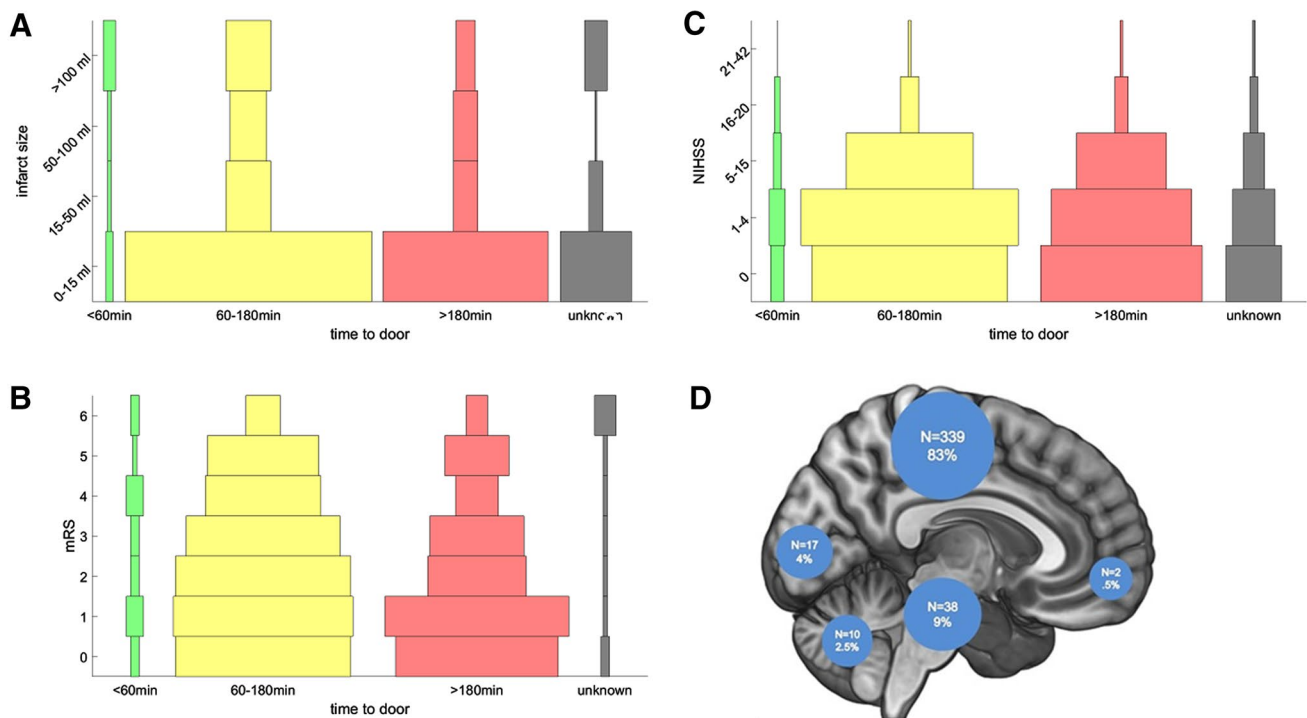 A
infarct size
>100 ml
50-100 ml
15-50 ml
0-15 ml
<60min
60-180min
>180min
time to door
C
NIHSS
21-42
16-20
5-15
1-4
0
<60min
60-180min
>180min
unknown
time to door
B
mRS
6
5
4
3
2
1
0
<60min
60-180min
>180min
unknown
time to door
D
N=339
83%
N=17
4%
N=2
.5%
N=38
9%
N=10
2.5%